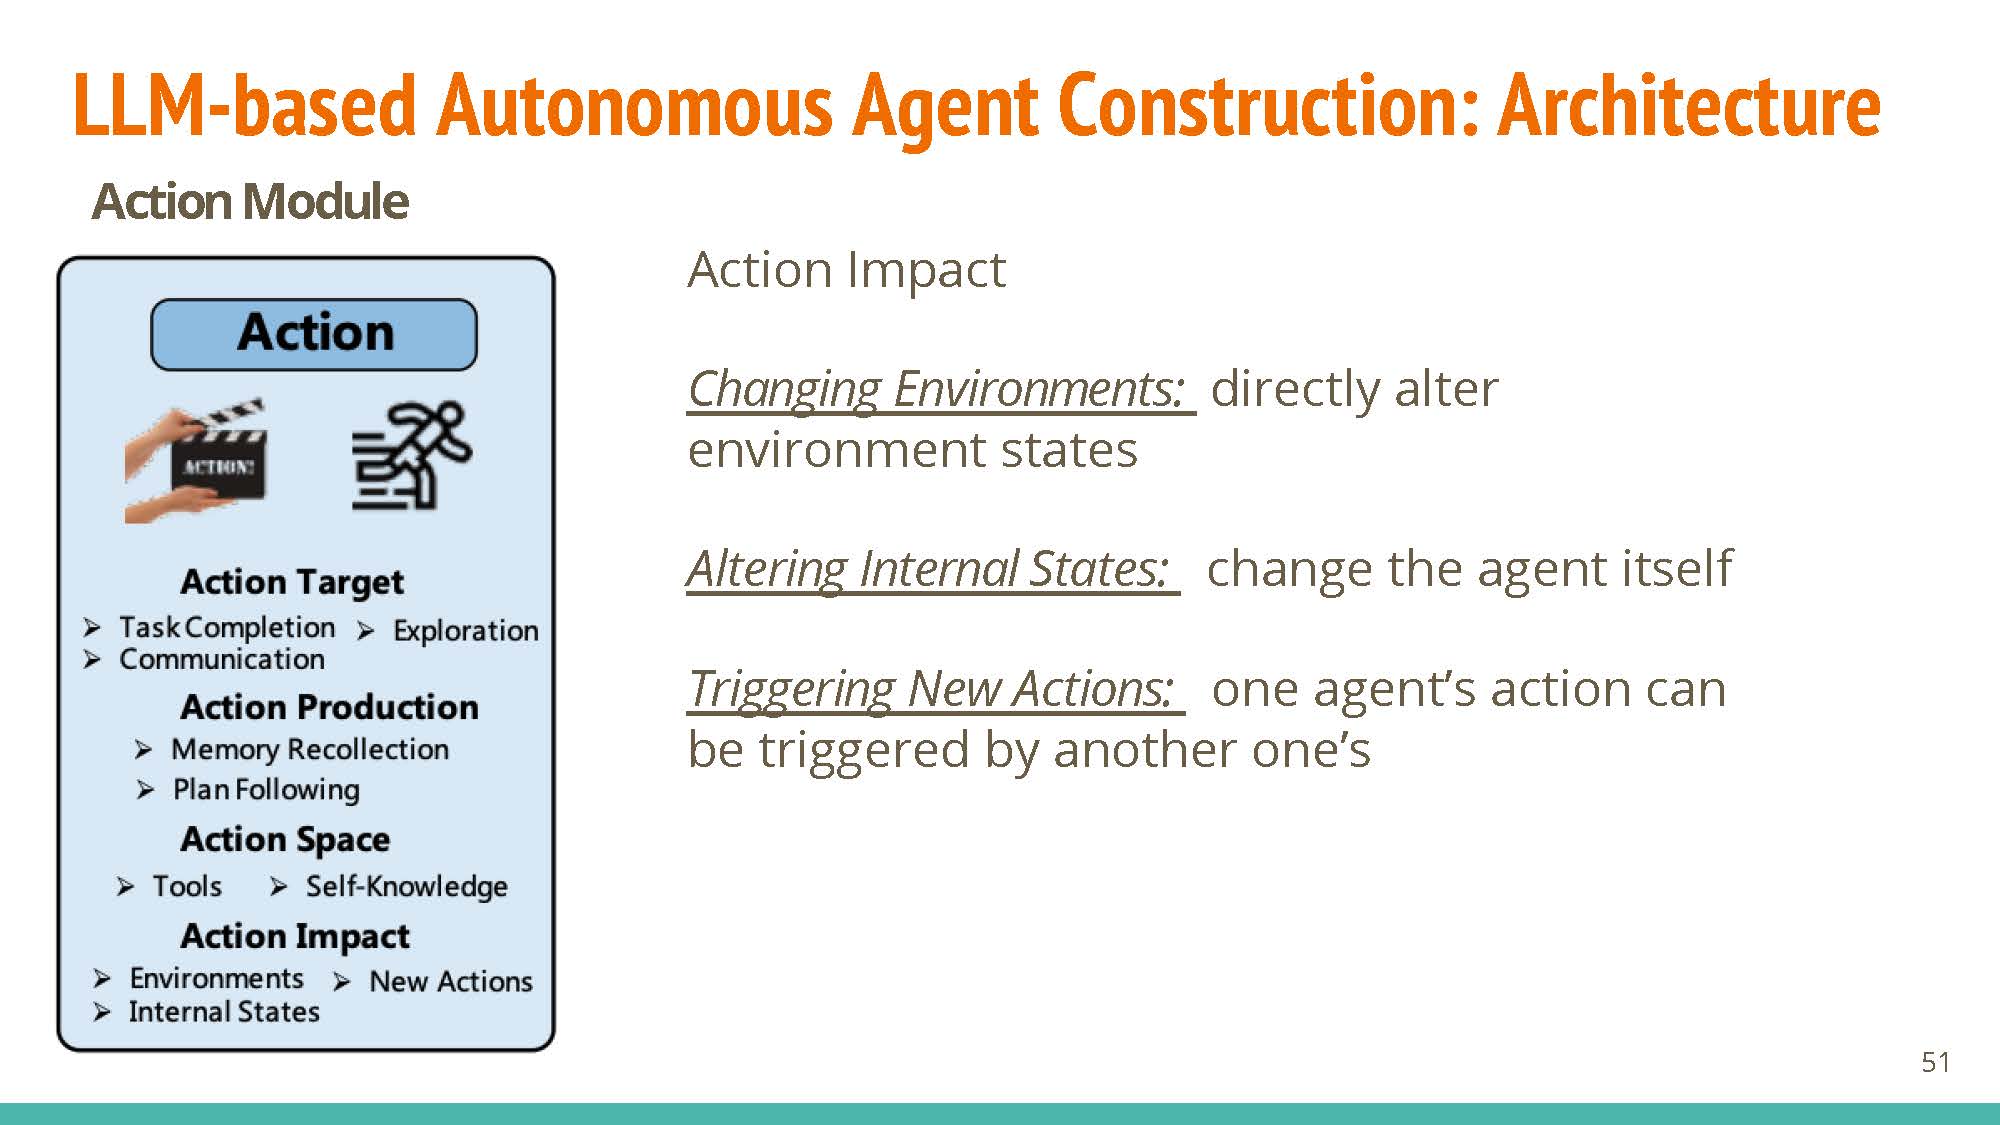 LLM-based Autonomous Agent Construction: Architecture
Action Module
Action
ACTION!
Action Target
➢ Task Completion ➢ Exploration
➢ Communication
Action Production
➢ Memory Recollection
➢ Plan Following
Action Space
➢ Tools ➢ Self-Knowledge
Action Impact
➢ Environments ➢ New Actions
➢ Internal States
Action Impact
Changing Environments: directly alter
environment states
Altering Internal States: change the agent itself
Triggering New Actions: one agent’s action can
be triggered by another one’s
51